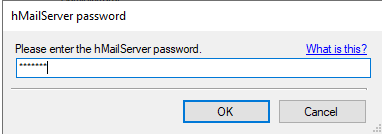 hMailServer password
Please enter the hMailServer password. What is this?
*******
OK Cancel